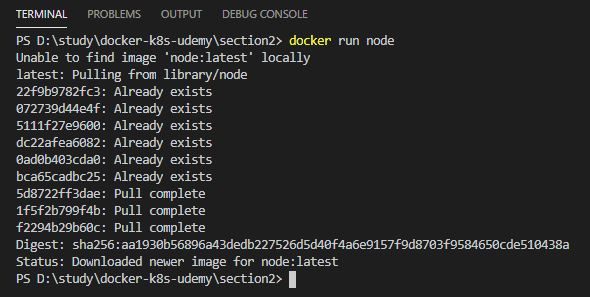 TERMINAL PROBLEMS OUTPUT DEBUG CONSOLE
PS D:\study\docker-k8s-udemy\section2> docker run node
Unable to find image 'node:latest' locally
latest: Pulling from library/node
22f9b9782fc3: Already exists
072739d44e4f: Already exists
5111f27e9600: Already exists
dc22afea6082: Already exists
0ad0b403cda0: Already exists
bca65cadbc25: Already exists
5d8722ff3dae: Pull complete
1f5f2b799f4b: Pull complete
f2294b29b60c: Pull complete
Digest: sha256:aa1930b56896a43dedb227526d5d40f4a6e9157f9d8703f9584650cde510438a
Status: Downloaded newer image for node:latest
PS D:\study\docker-k8s-udemy\section2>